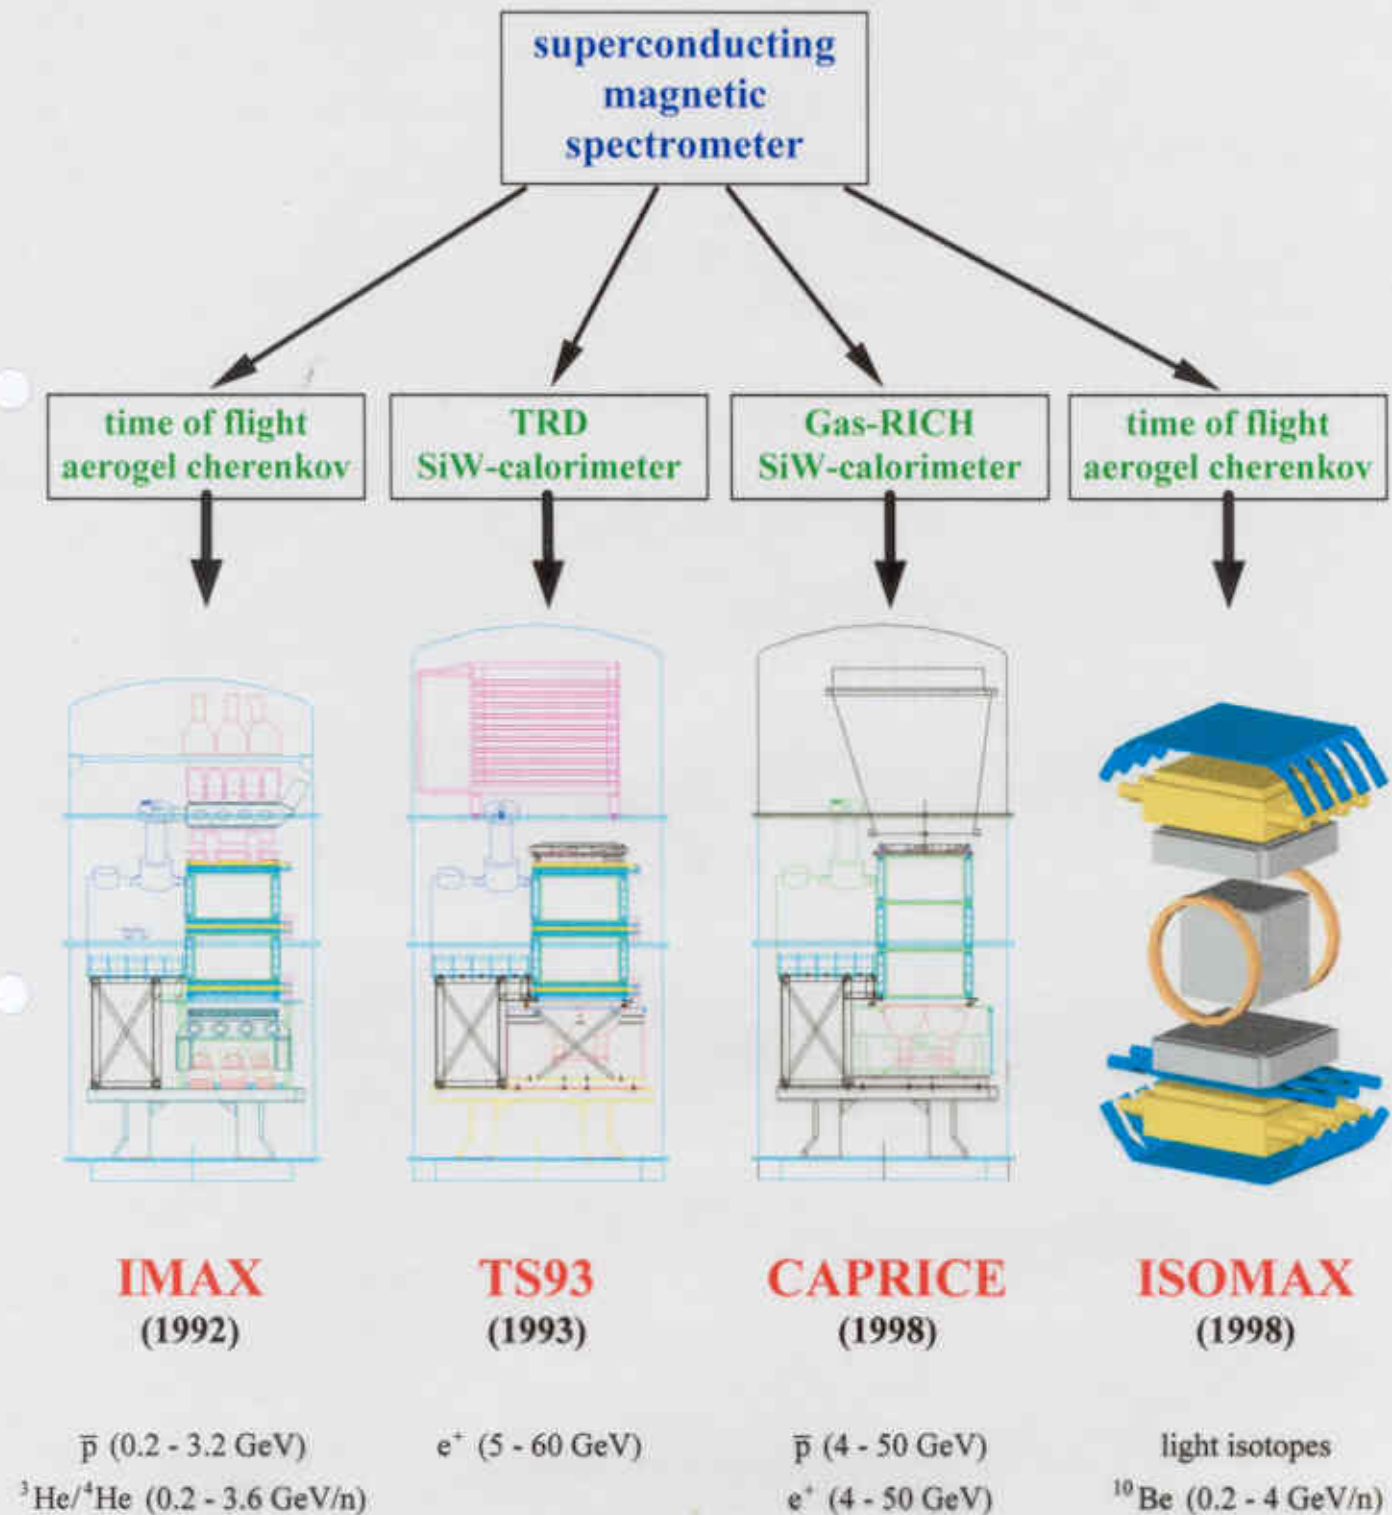 superconducting
magnetic
spectrometer
time of flight
aerogel cherenkov
TRD
SiW-calorimeter
Gas-RICH
SiW-calorimeter
time of flight
aerogel cherenkov
IMAX
(1992)
TS93
(1993)
CAPRICE
(1998)
ISOMAX
(1998)
p̅ (0.2 - 3.2 GeV)
³He/⁴He (0.2 - 3.6 GeV/n)
e⁺ (5 - 60 GeV)
p̅ (4 - 50 GeV)
e⁺ (4 - 50 GeV)
light isotopes
¹⁰Be (0.2 - 4 GeV/n)